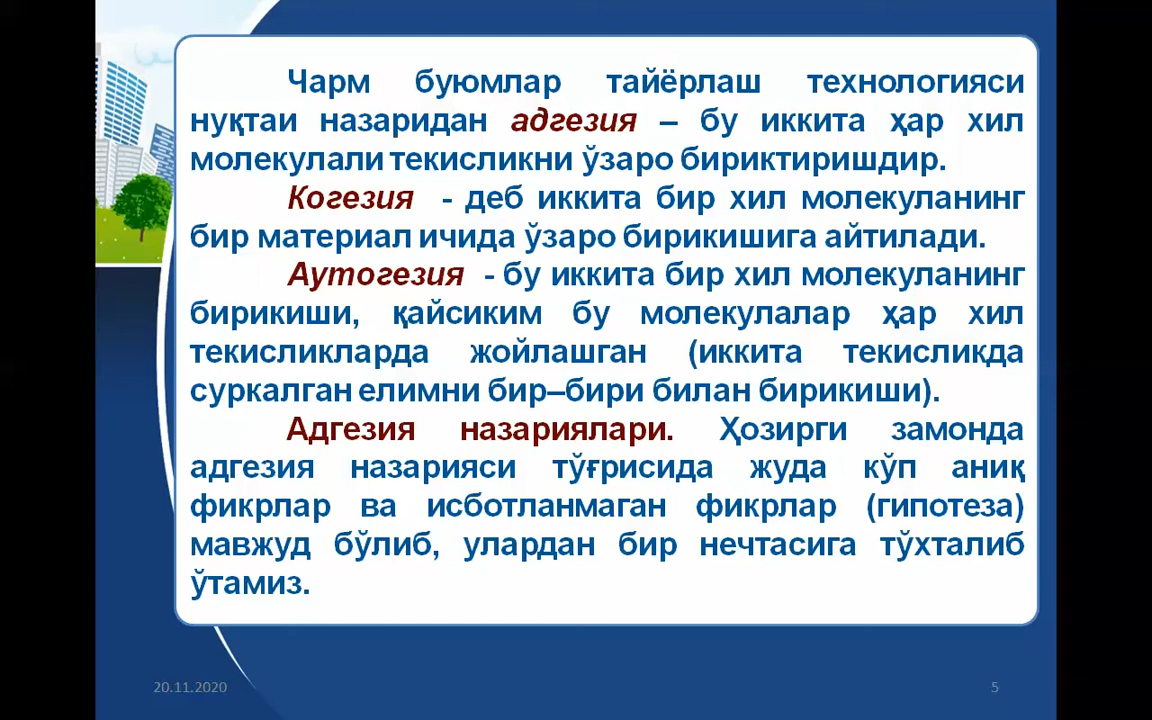 Чарм буюмлар тайёрлаш технологияси
нуқтаи назаридан адгезия – бу иккита ҳар хил
молекулали текисликни ўзаро бириктиришдир.
Когезия - деб иккита бир хил молекуланинг
бир материал ичида ўзаро бирикишига айтилади.
Аутогезия - бу иккита бир хил молекуланинг
бирикиши, қайсиким бу молекулалар ҳар хил
текисликларда жойлашган (иккита текисликда
суркалган елимни бир–бири билан бирикиши).
Адгезия назариялари. Ҳозирги замонда
адгезия назарияси тўғрисида жуда кўп аниқ
фикрлар ва исботланмаган фикрлар (гипотеза)
мавжуд бўлиб, улардан бир нечтасига тўхталиб
ўтамиз.
20.11.2020
5